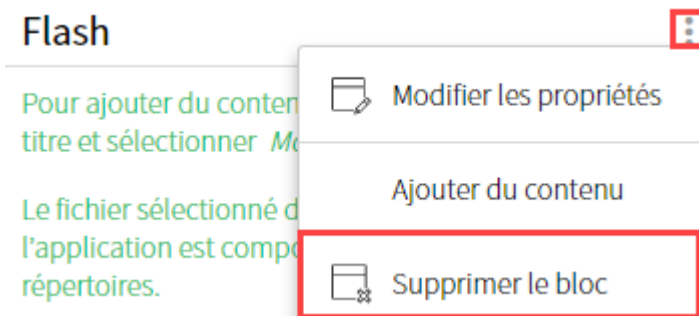 Flash
Pour ajouter du conten
titre et sélectionner
Le fichier sélectionné d
l'application est compo
répertoires.
Modifier les propriétés
Ajouter du contenu
Supprimer le bloc